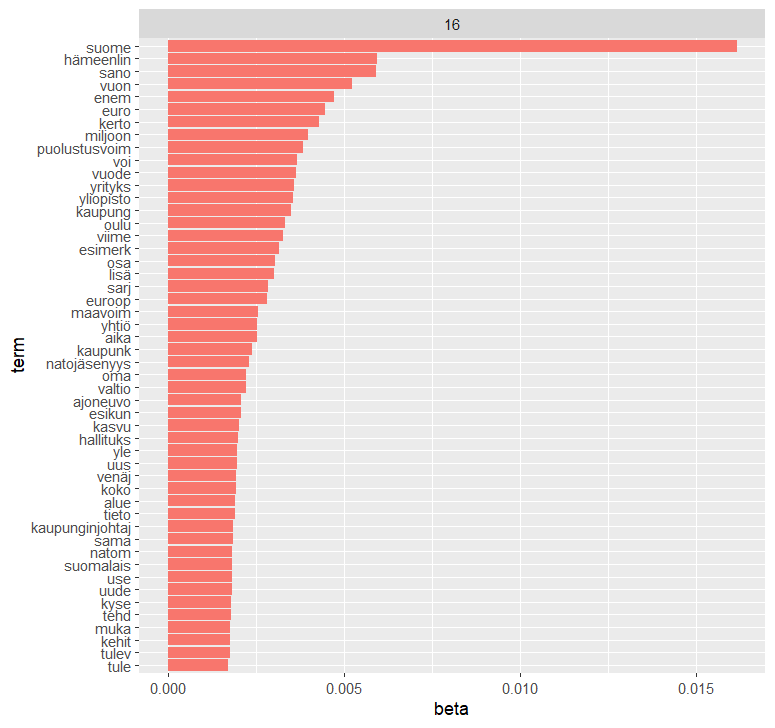 16
suome
hämeenlin
sano
vuon
enem
euro
kerto
miljoon
puolustusvoim
voi
vuode
yrityks
yliopisto
kaupung
oulu
viime
esimerk
osa
lisä
sarj
euroop
maavoim
yhtiö
aika
kaupunk
natojäsenyys
oma
valtio
ajoneuvo
esikun
kasvu
hallituks
yle
uus
venäj
koko
alue
tieto
kaupunginjohtaj
sama
natom
suomalais
use
uude
kyse
tehd
muka
kehit
tulev
tule
term
0.000 0.005 0.010 0.015
beta